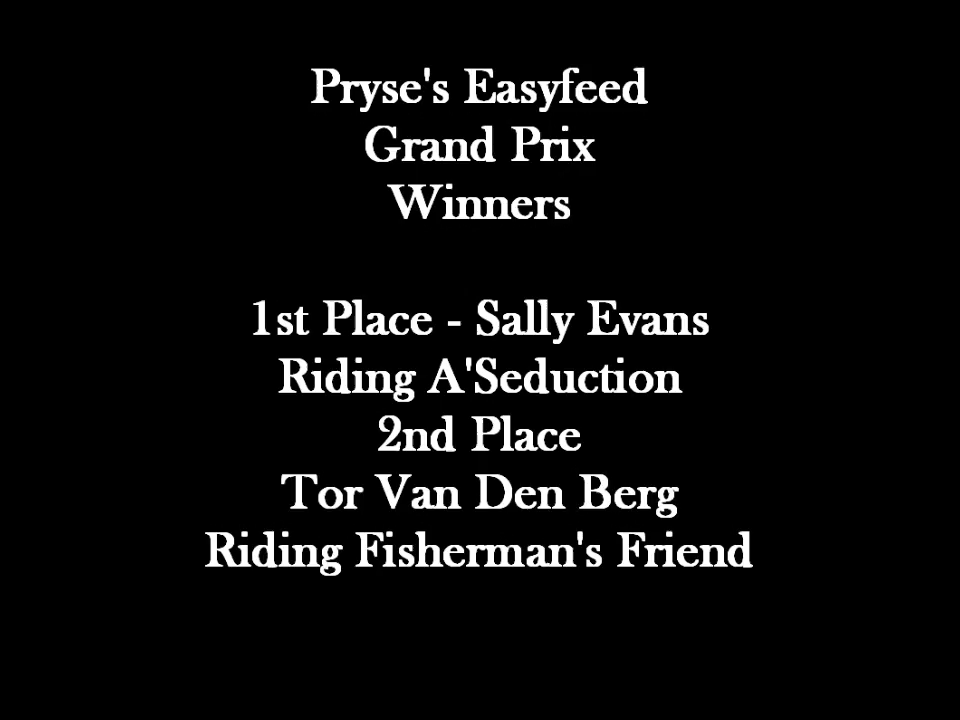 Pryse's Easyfeed
Grand Prix
Winners
1st Place - Sally Evans
Riding A'Seduction
2nd Place
Tor Van Den Berg
Riding Fisherman's Friend